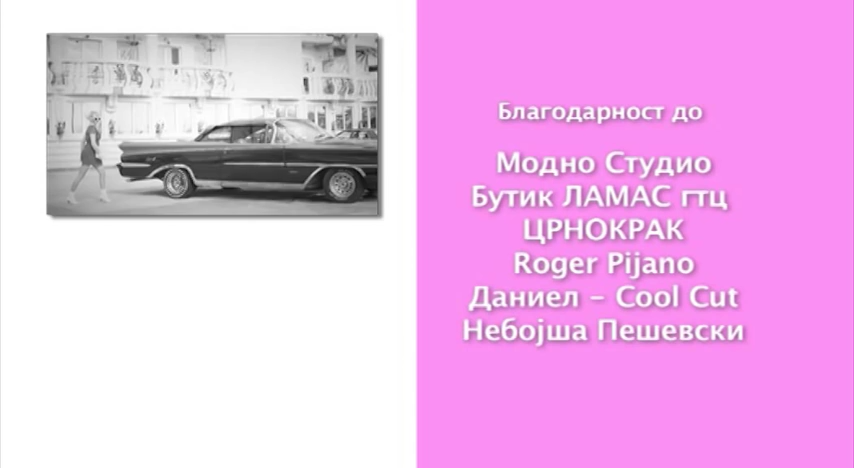 Благодарност до
Модно Студио
Бутик ЛАМАС гтц
ЦРНОКРАК
Roger Pijano
Даниел – Cool Cut
Небојша Пешевски